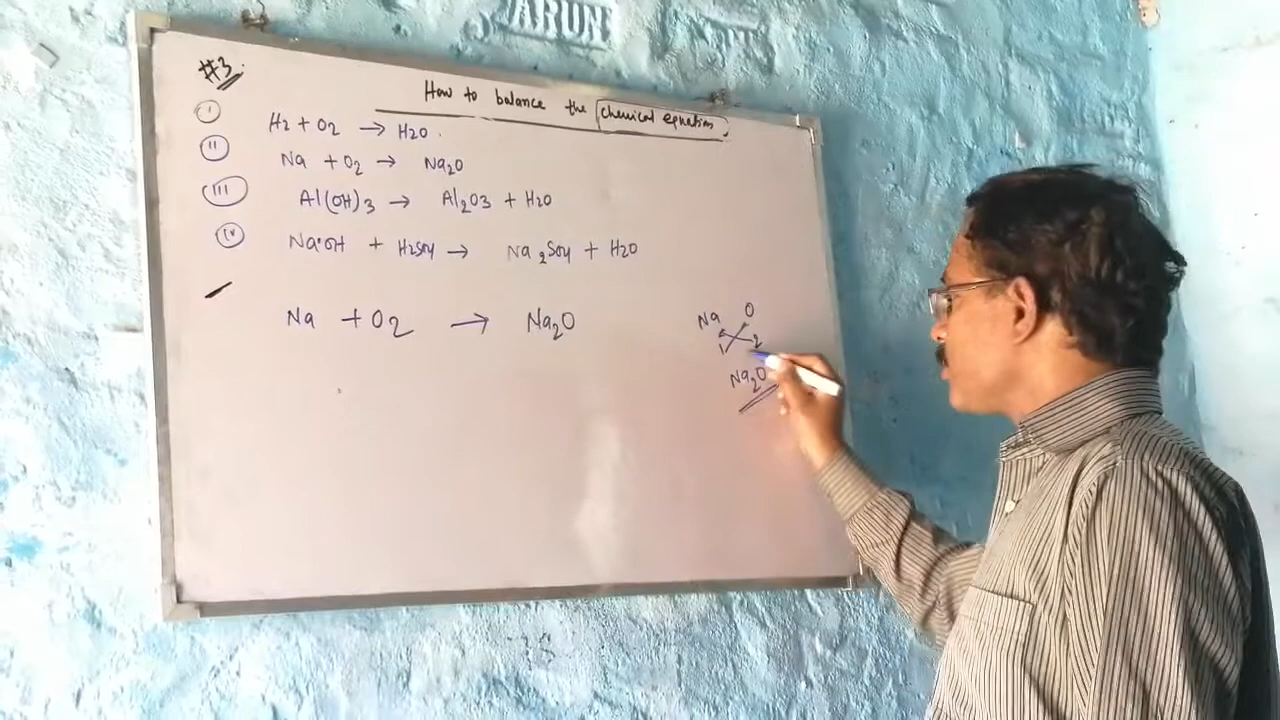 #3.
How to balance the chemical equation,
(i) H2 + O2 → H2O.
(ii) Na + O2 → Na2O
(iii) Al(OH)3 → Al2O3 + H2O
(iv) NaOH + H2SO4 → Na2SO4 + H2O
Na + O2 → Na2O
Na O
1 2
Na2O
ARUN